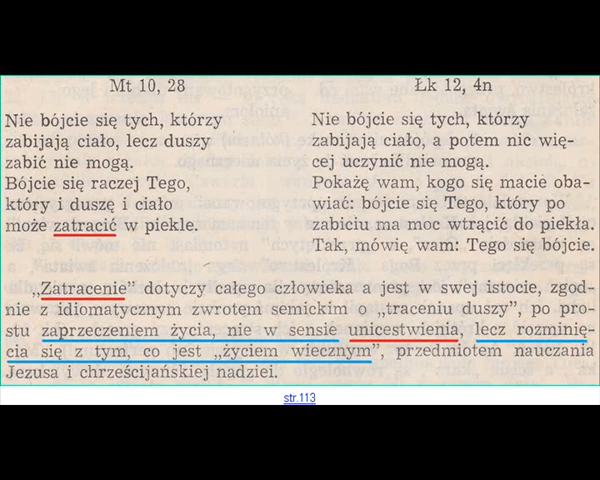 Mt 10, 28
Nie bójcie się tych, którzy
zabijają ciało, lecz duszy
zabić nie mogą.
Bójcie się raczej Tego,
który i duszę i ciało
może zatracić w piekle.
Łk 12, 4n
Nie bójcie się tych, którzy
zabijają ciało, a potem nic wię-
cej uczynić nie mogą.
Pokażę wam, kogo się macie oba-
wiać: bójcie się Tego, który po
zabiciu ma moc wtrącić do piekła.
Tak, mówię wam: Tego się bójcie.
„Zatracenie” dotyczy całego człowieka a jest w swej istocie, zgod-
nie z idiomatycznym zwrotem semickim o „traceniu duszy”, po pro-
stu zaprzeczeniem życia, nie w sensie unicestwienia, lecz rozminię-
cia się z tym, co jest „życiem wiecznym”, przedmiotem nauczania
Jezusa i chrześcijańskiej nadziei.
str.113